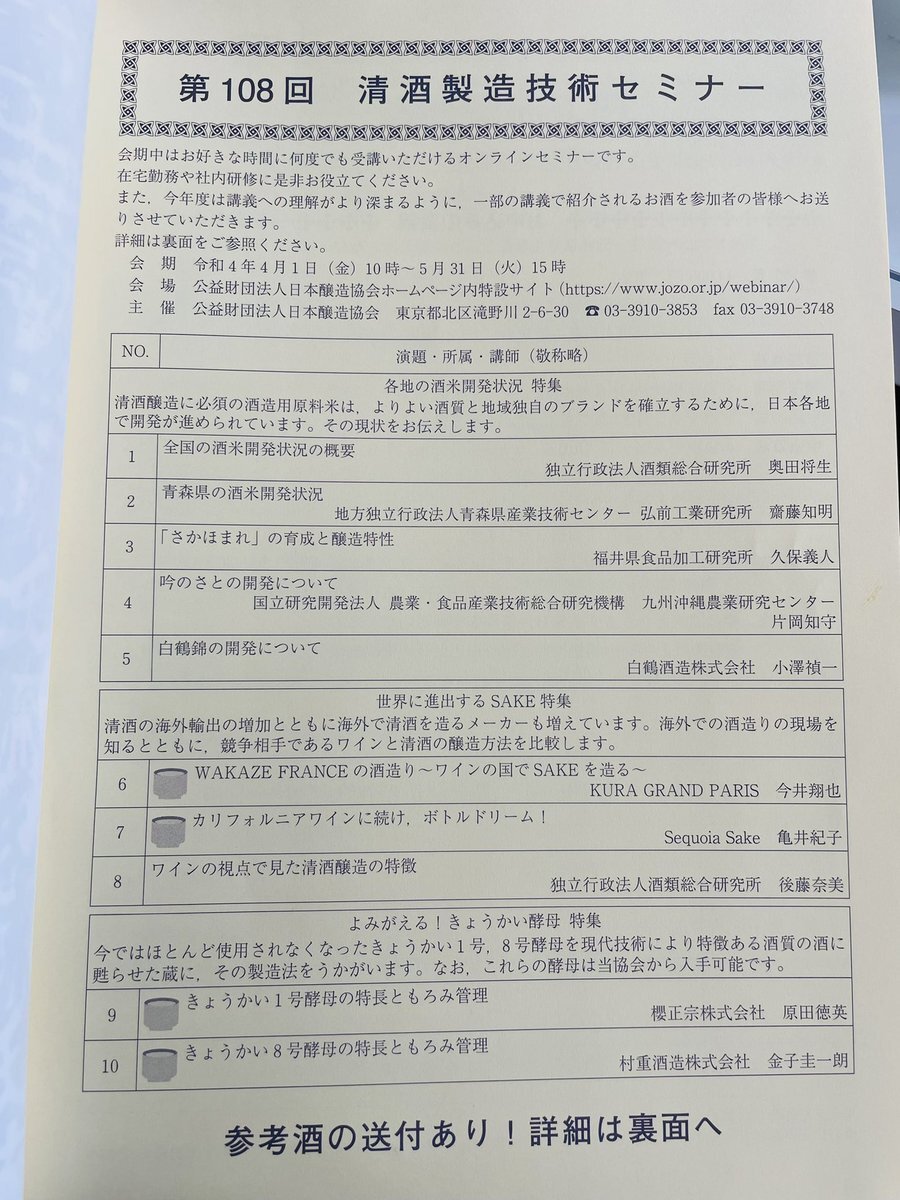 第108回 清酒製造技術セミナー
会期中はお好きな時間に何度でも受講いただけるオンラインセミナーです。
在宅勤務や社内研修に是非お役立てください。
また，今年度は講義への理解がより深まるように，一部の講義で紹介されるお酒を参加者の皆様へお送
りさせていただきます。
詳細は裏面をご参照ください。
会　期　令和4年4月1日（金）10時～5月31日（火）15時
会　場　公益財団法人日本醸造協会ホームページ内特設サイト（https://www.jozo.or.jp/webinar/）
主　催　公益財団法人日本醸造協会　東京都北区滝野川2-6-30　☎03-3910-3853　fax 03-3910-3748
NO.　演題・所属・講師（敬称略）
各地の酒米開発状況 特集
清酒醸造に必須の酒造用原料米は，よりよい酒質と地域独自のブランドを確立するために，日本各地
で開発が進められています。その現状をお伝えします。
1　全国の酒米開発状況の概要
独立行政法人酒類総合研究所　奥田将生
2　青森県の酒米開発状況
地方独立行政法人青森県産業技術センター 弘前工業研究所　齋藤知明
3　「さかほまれ」の育成と醸造特性
福井県食品加工研究所　久保義人
4　吟のさとの開発について
国立研究開発法人 農業・食品産業技術総合研究機構　九州沖縄農業研究センター
片岡知守
5　白鶴錦の開発について
白鶴酒造株式会社　小澤禎一
世界に進出するSAKE特集
清酒の海外輸出の増加とともに海外で清酒を造るメーカーも増えています。海外での酒造りの現場を
知るとともに，競争相手であるワインと清酒の醸造方法を比較します。
6　WAKAZE FRANCEの酒造り～ワインの国でSAKEを造る～
KURA GRAND PARIS　今井翔也
7　カリフォルニアワインに続け，ボトルドリーム！
Sequoia Sake　亀井紀子
8　ワインの視点で見た清酒醸造の特徴
独立行政法人酒類総合研究所　後藤奈美
よみがえる！きょうかい酵母 特集
今ではほとんど使用されなくなったきょうかい1号，8号酵母を現代技術により特徴ある酒質の酒に
甦らせた蔵に，その製造法をうかがいます。なお，これらの酵母は当協会から入手可能です。
9　きょうかい1号酵母の特長ともろみ管理
櫻正宗株式会社　原田徳英
10　きょうかい8号酵母の特長ともろみ管理
村重酒造株式会社　金子圭一朗
参考酒の送付あり！詳細は裏面へ